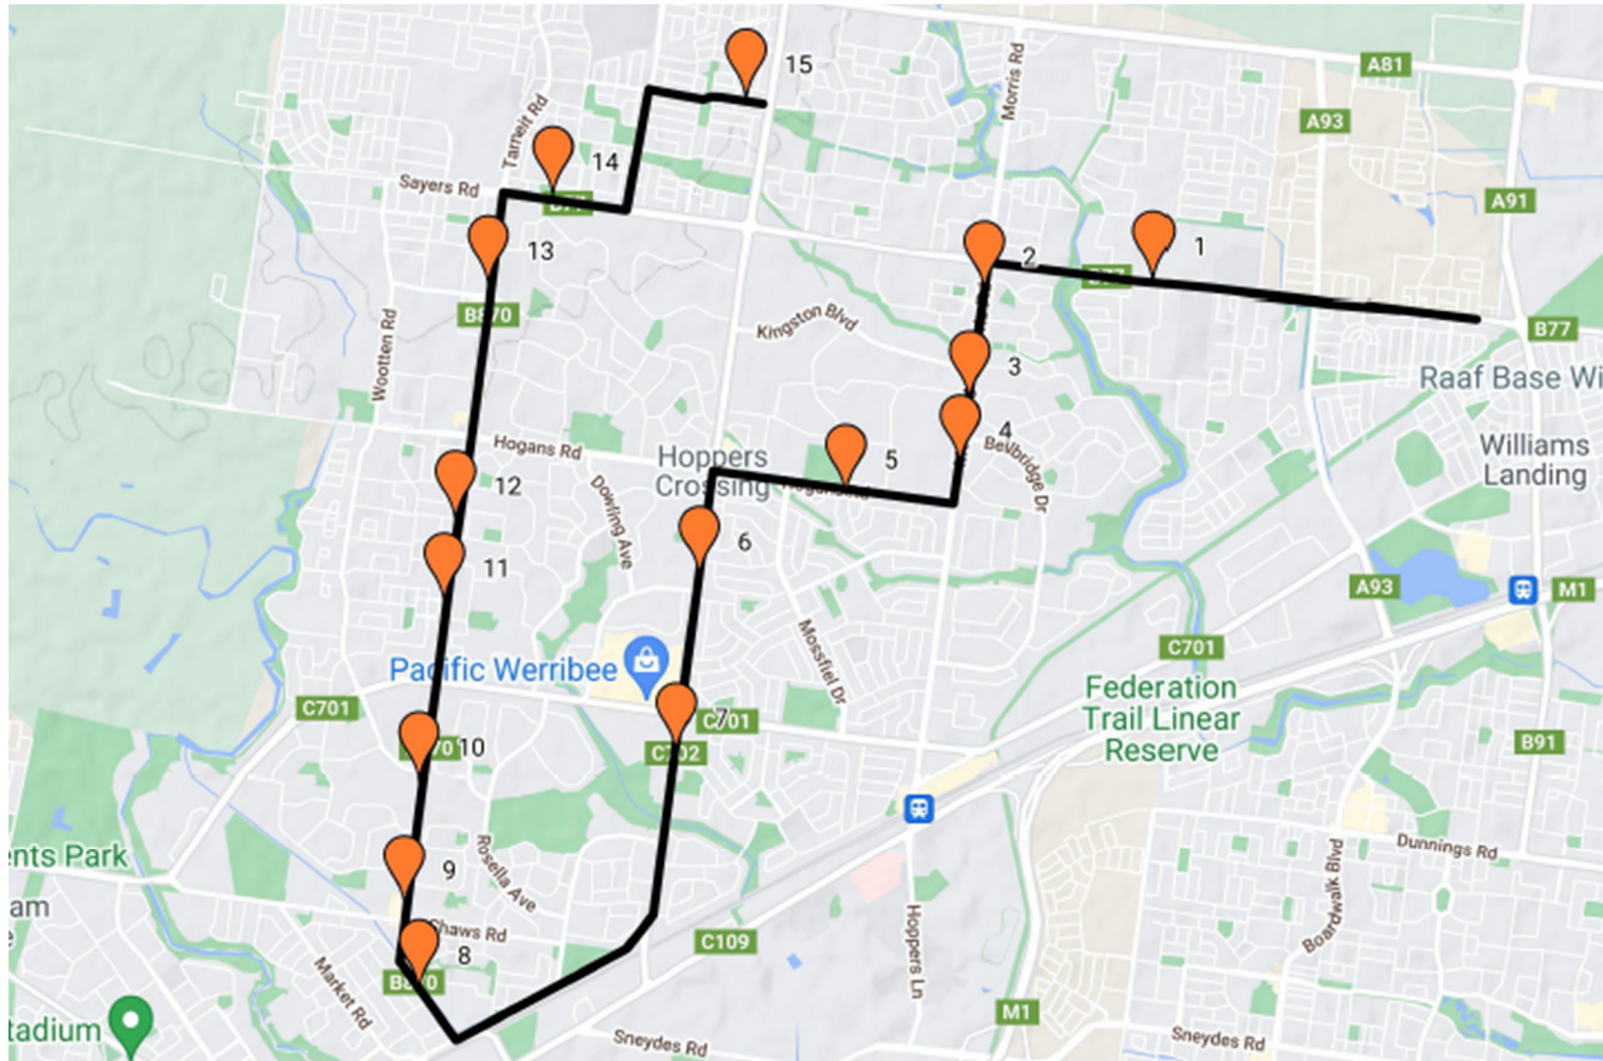 15
A81
Morris Rd
A93
Tarneit Rd
14
Sayers Rd
A91
13
2
1
B77
B870
Kingston Blvd
B77
3
Raaf Base Wi
Wootten Rd
4
Bellbridge Dr
Hogans Rd
Hoppers
Crossing
5
Williams
Landing
12
Dowling Ave
6
11
A93
M1
Mossfiel Dr
C701
Pacific Werribee
Federation
Trail Linear
Reserve
C701
7
C701
10
C702
B91
ents Park
9
Rosella Ave
Dunnings Rd
Boardwalk Blvd
am
Shaws Rd
8
C109
Hoppers Ln
Market Rd
M1
tadium
Sneydes Rd
Sneydes Rd